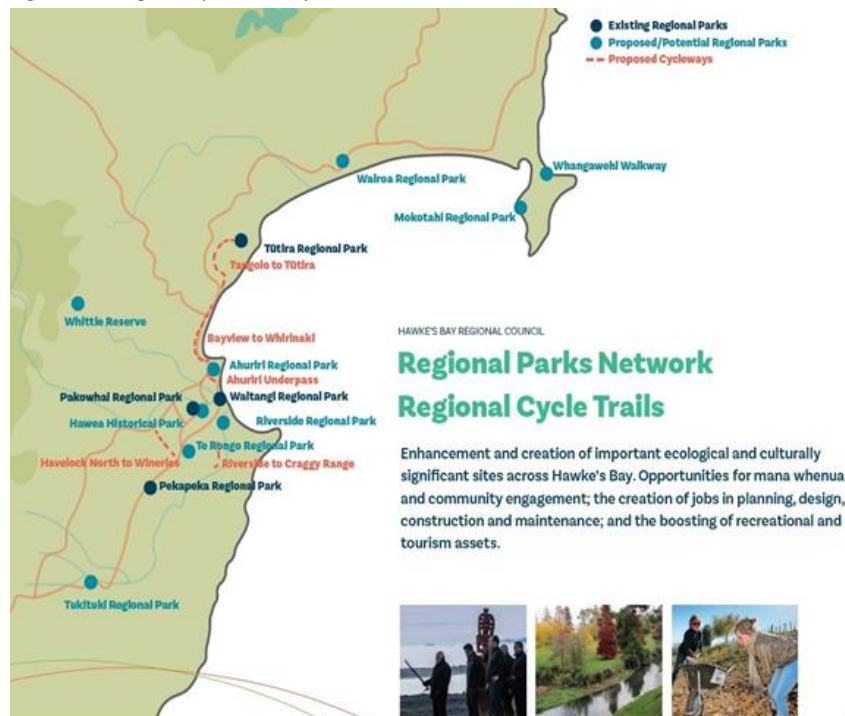 Existing Regional Parks
Proposed/Potential Regional Parks
Proposed Cycleways
Whangawehi Walkway
Wairoa Regional Park
Mokotahi Regional Park
Tūtira Regional Park
Tangoio to Tūtira
Whittle Reserve
Bayview to Whirinaki
Ahuriri Regional Park
Ahuriri Underpass
Pakowhai Regional Park
Waitangi Regional Park
Hawea Historical Park
Riverside Regional Park
Te Rongo Regional Park
Havelock North to Wineries
Riverside to Craggy Range
Pekapeka Regional Park
Tukituki Regional Park
HAWKE'S BAY REGIONAL COUNCIL
Regional Parks Network
Regional Cycle Trails
Enhancement and creation of important ecological and culturally
significant sites across Hawke's Bay. Opportunities for mana whenua
and community engagement; the creation of jobs in planning, design,
construction and maintenance; and the boosting of recreational and
tourism assets.